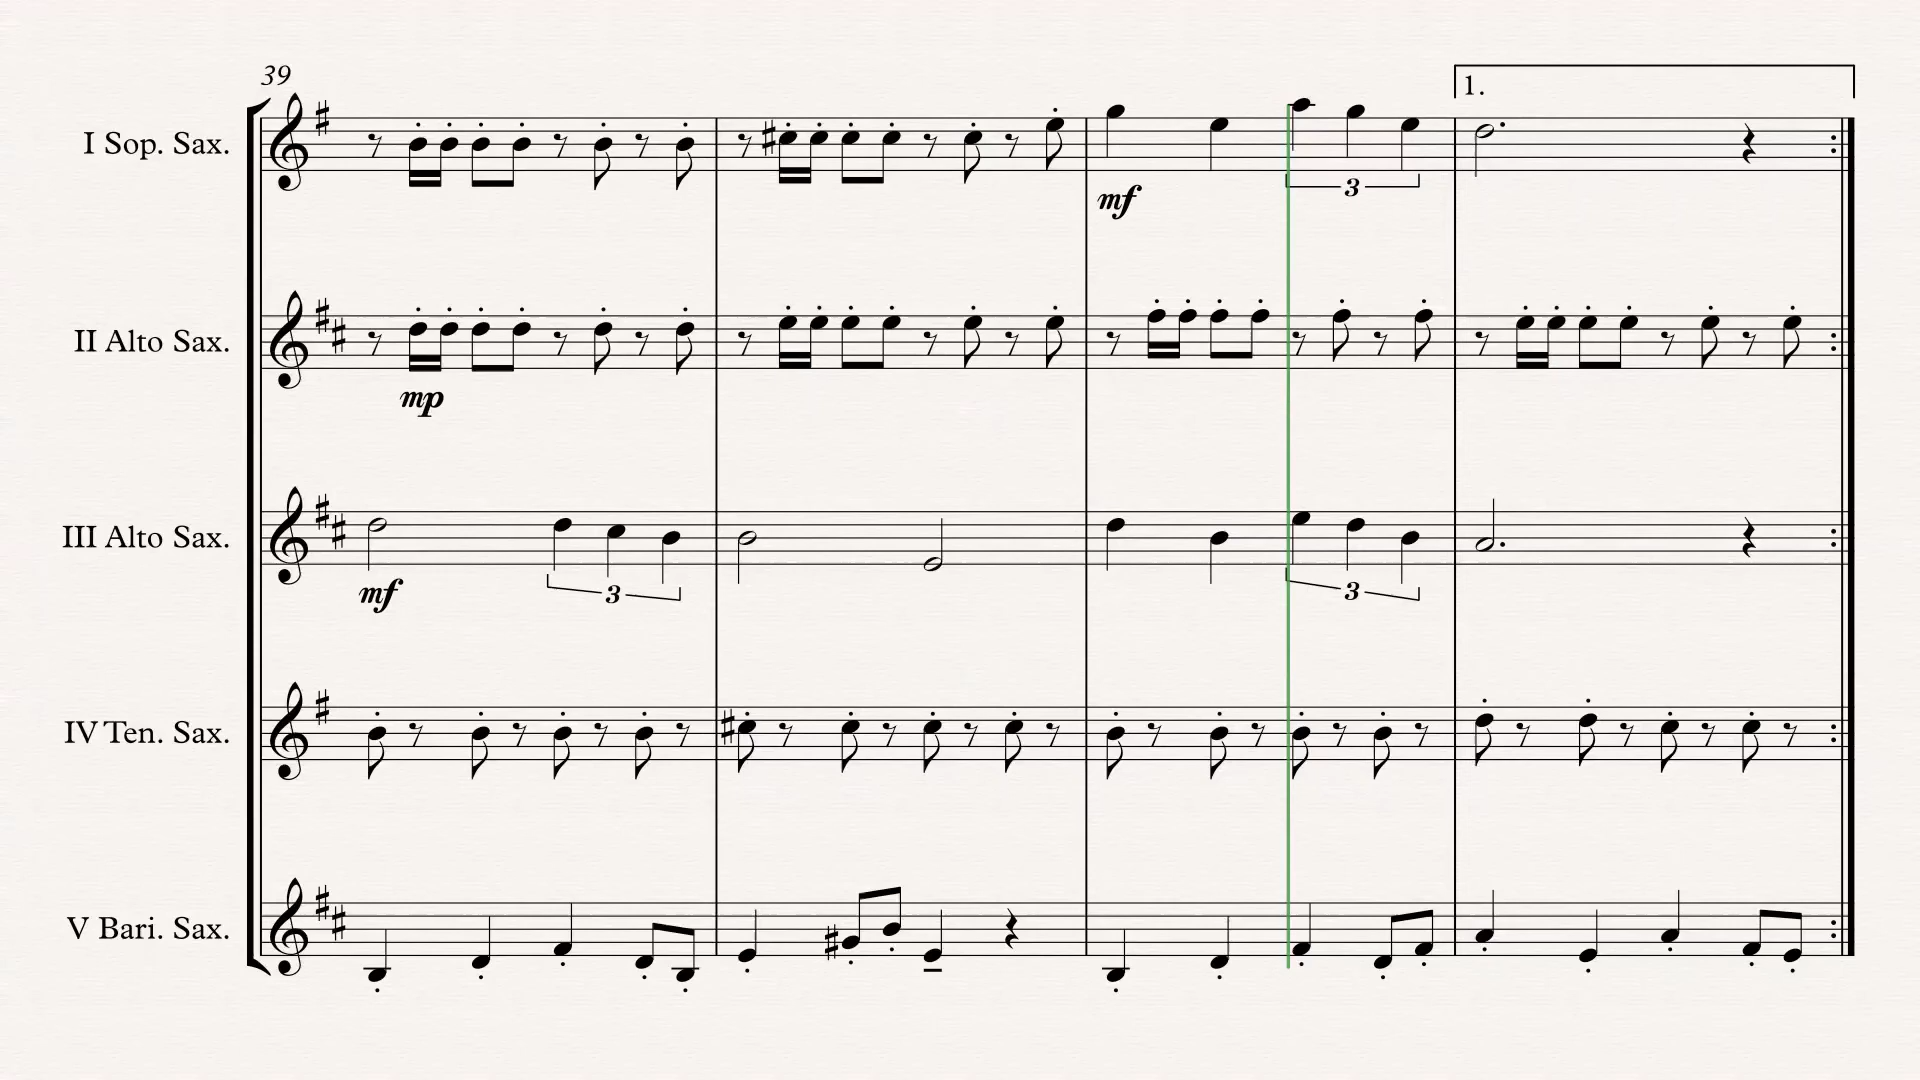 39
1.
I Sop. Sax.
3
mf
II Alto Sax.
mp
III Alto Sax.
mf
3
3
IV Ten. Sax.
V Bari. Sax.